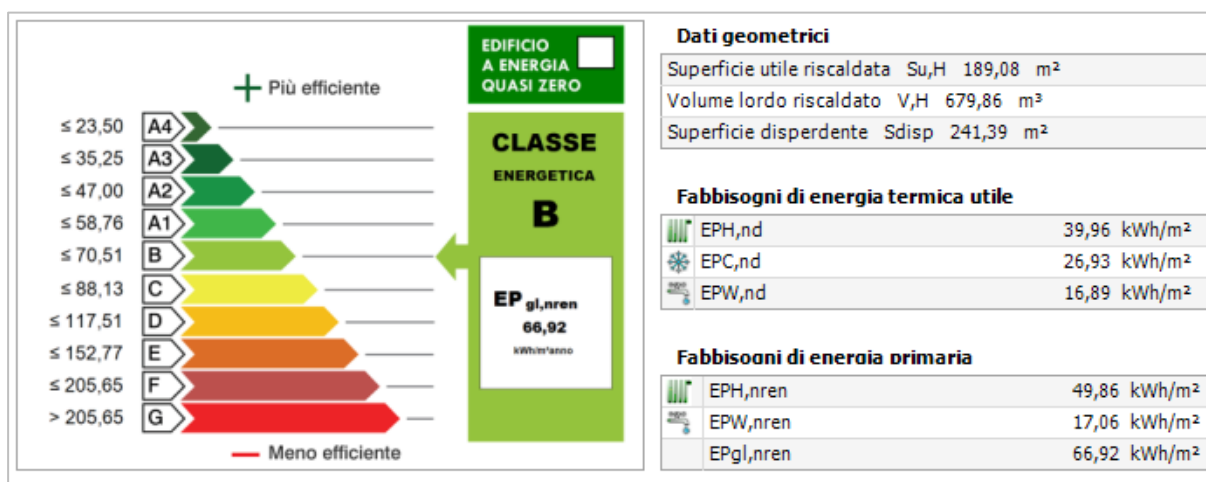 EDIFICIO
A ENERGIA
QUASI ZERO
+ Più efficiente
≤ 23,50 A4
≤ 35,25 A3
≤ 47,00 A2
≤ 58,76 A1
≤ 70,51 B
≤ 88,13 C
≤ 117,51 D
≤ 152,77 E
≤ 205,65 F
> 205,65 G
— Meno efficiente
CLASSE
ENERGETICA
B
EP gl,nren
66,92
kWh/m²anno
Dati geometrici
Superficie utile riscaldata Su,H 189,08 m²
Volume lordo riscaldato V,H 679,86 m³
Superficie disperdente Sdisp 241,39 m²
Fabbisogni di energia termica utile
EPH,nd 39,96 kWh/m²
EPC,nd 26,93 kWh/m²
EPW,nd 16,89 kWh/m²
Fabbisogni di energia primaria
EPH,nren 49,86 kWh/m²
EPW,nren 17,06 kWh/m²
EPgl,nren 66,92 kWh/m²